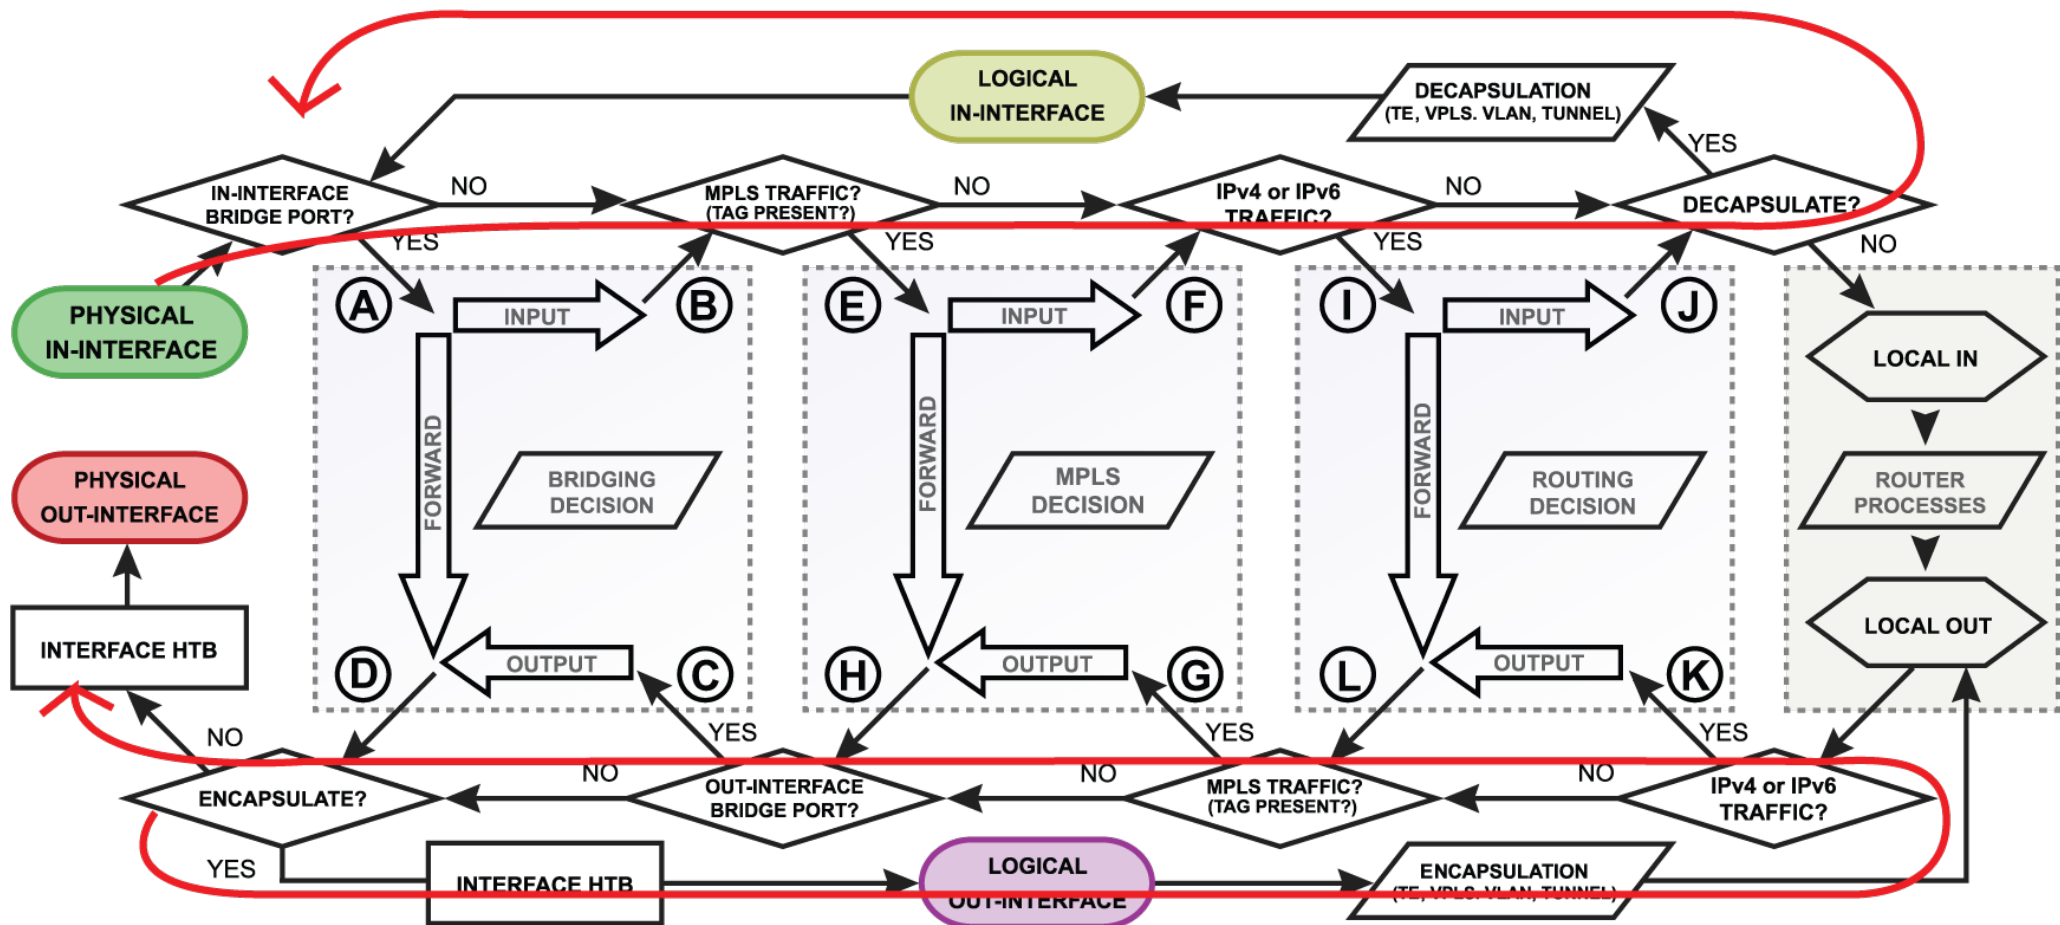 LOGICAL
IN-INTERFACE
DECAPSULATION
(TE, VPLS. VLAN, TUNNEL)
YES
IN-INTERFACE
BRIDGE PORT?
NO
MPLS TRAFFIC?
(TAG PRESENT?)
NO
IPv4 or IPv6
TRAFFIC?
NO
DECAPSULATE?
YES
YES
YES
NO
PHYSICAL
IN-INTERFACE
A
INPUT
B
E
INPUT
F
I
INPUT
J
LOCAL IN
FORWARD
BRIDGING
DECISION
FORWARD
MPLS
DECISION
FORWARD
ROUTING
DECISION
ROUTER
PROCESSES
PHYSICAL
OUT-INTERFACE
INTERFACE HTB
D
OUTPUT
C
H
OUTPUT
G
L
OUTPUT
K
LOCAL OUT
NO
YES
YES
YES
ENCAPSULATE?
NO
OUT-INTERFACE
BRIDGE PORT?
NO
MPLS TRAFFIC?
(TAG PRESENT?)
NO
IPv4 or IPv6
TRAFFIC?
YES
INTERFACE HTB
LOGICAL
OUT-INTERFACE
ENCAPSULATION
(TE, VPLS. VLAN, TUNNEL)